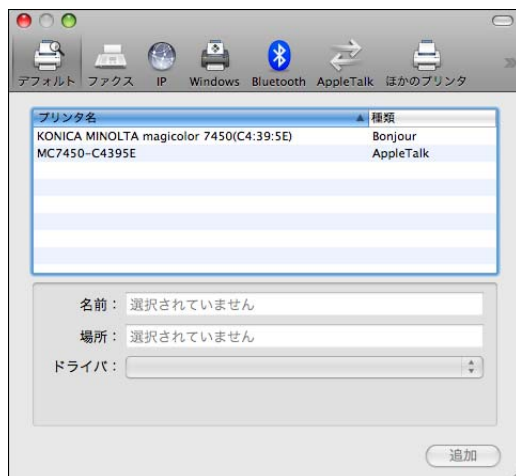 デフォルト ファクス IP Windows Bluetooth AppleTalk ほかのプリンタ
プリンタ名 種類
KONICA MINOLTA magicolor 7450(C4:39:5E) Bonjour
MC7450-C4395E AppleTalk
名前： 選択されていません
場所： 選択されていません
ドライバ：
追加